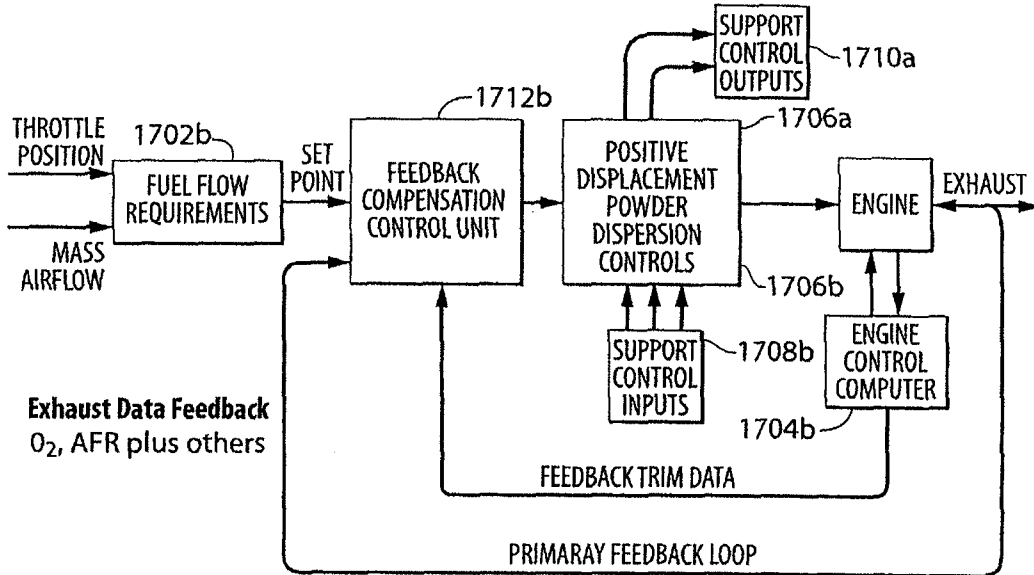 THROTTLE
POSITION
MASS
AIRFLOW
1702b
FUEL FLOW
REQUIREMENTS
SET
POINT
1712b
FEEDBACK
COMPENSATION
CONTROL UNIT
1706a
POSITIVE
DISPLACEMENT
POWDER
DISPERSION
CONTROLS
1706b
SUPPORT
CONTROL
OUTPUTS
1710a
SUPPORT
CONTROL
INPUTS
1708b
ENGINE
EXHAUST
ENGINE
CONTROL
COMPUTER
1704b
Exhaust Data Feedback
O2, AFR plus others
FEEDBACK TRIM DATA
PRIMARAY FEEDBACK LOOP